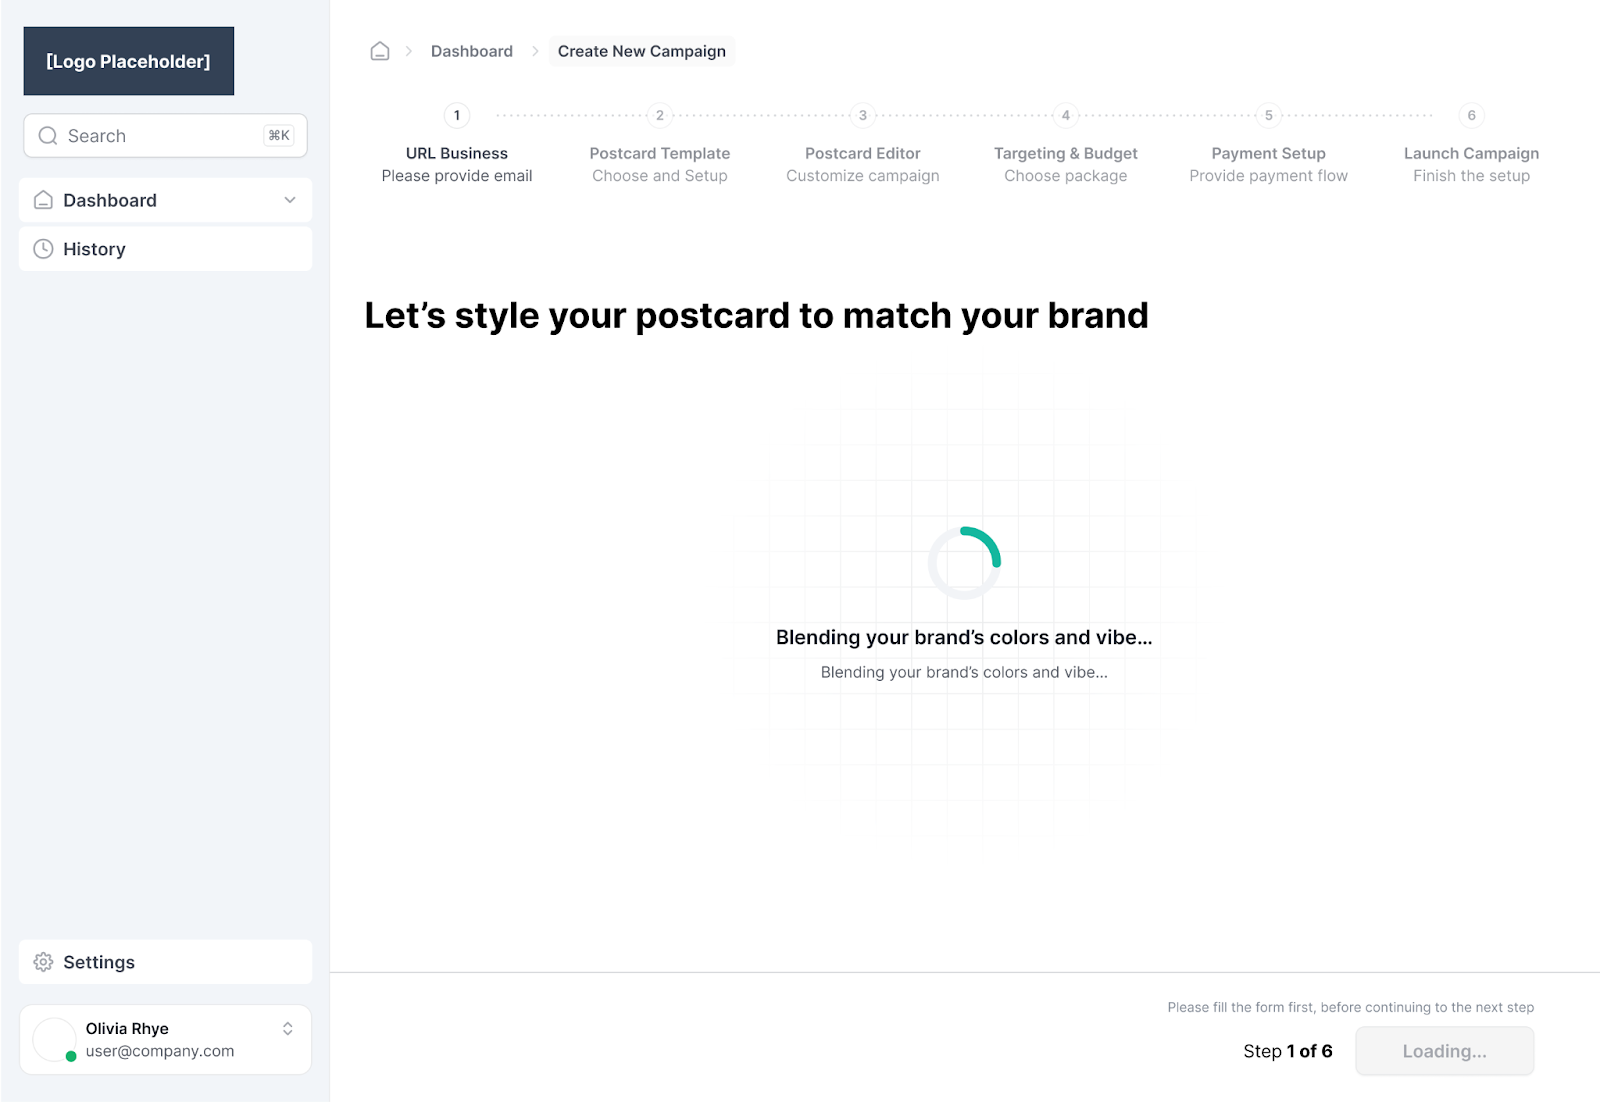 [Logo Placeholder]
Search
⌘K
Dashboard
History
Settings
Olivia Rhye
user@company.com
Dashboard
Create New Campaign
1
URL Business
Please provide email
2
Postcard Template
Choose and Setup
3
Postcard Editor
Customize campaign
4
Targeting & Budget
Choose package
5
Payment Setup
Provide payment flow
6
Launch Campaign
Finish the setup
Let’s style your postcard to match your brand
Blending your brand’s colors and vibe...
Blending your brand’s colors and vibe...
Please fill the form first, before continuing to the next step
Step 1 of 6
Loading...